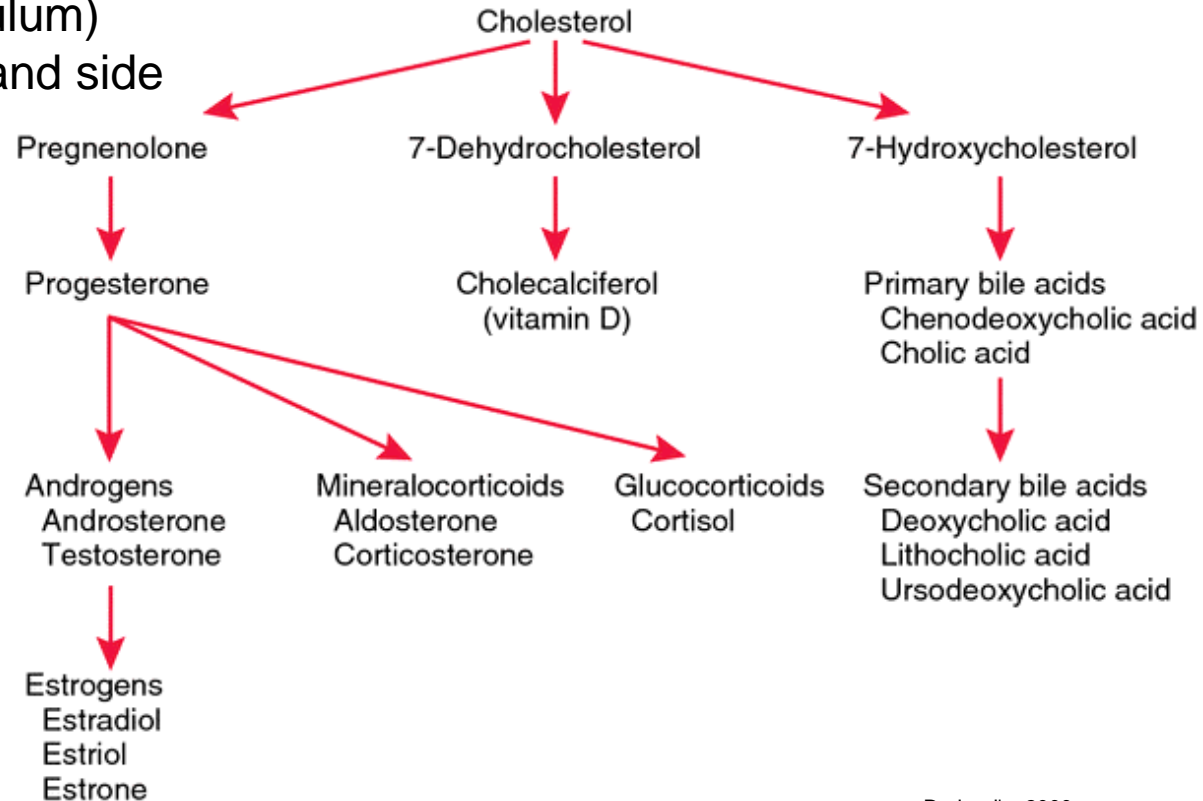 ulum)
and side
Cholesterol
Pregnenolone
7-Dehydrocholesterol
7-Hydroxycholesterol
Progesterone
Cholecalciferol
(vitamin D)
Primary bile acids
Chenodeoxycholic acid
Cholic acid
Androgens
Androsterone
Testosterone
Mineralocorticoids
Aldosterone
Corticosterone
Glucocorticoids
Cortisol
Secondary bile acids
Deoxycholic acid
Lithocholic acid
Ursodeoxycholic acid
Estrogens
Estradiol
Estriol
Estrone